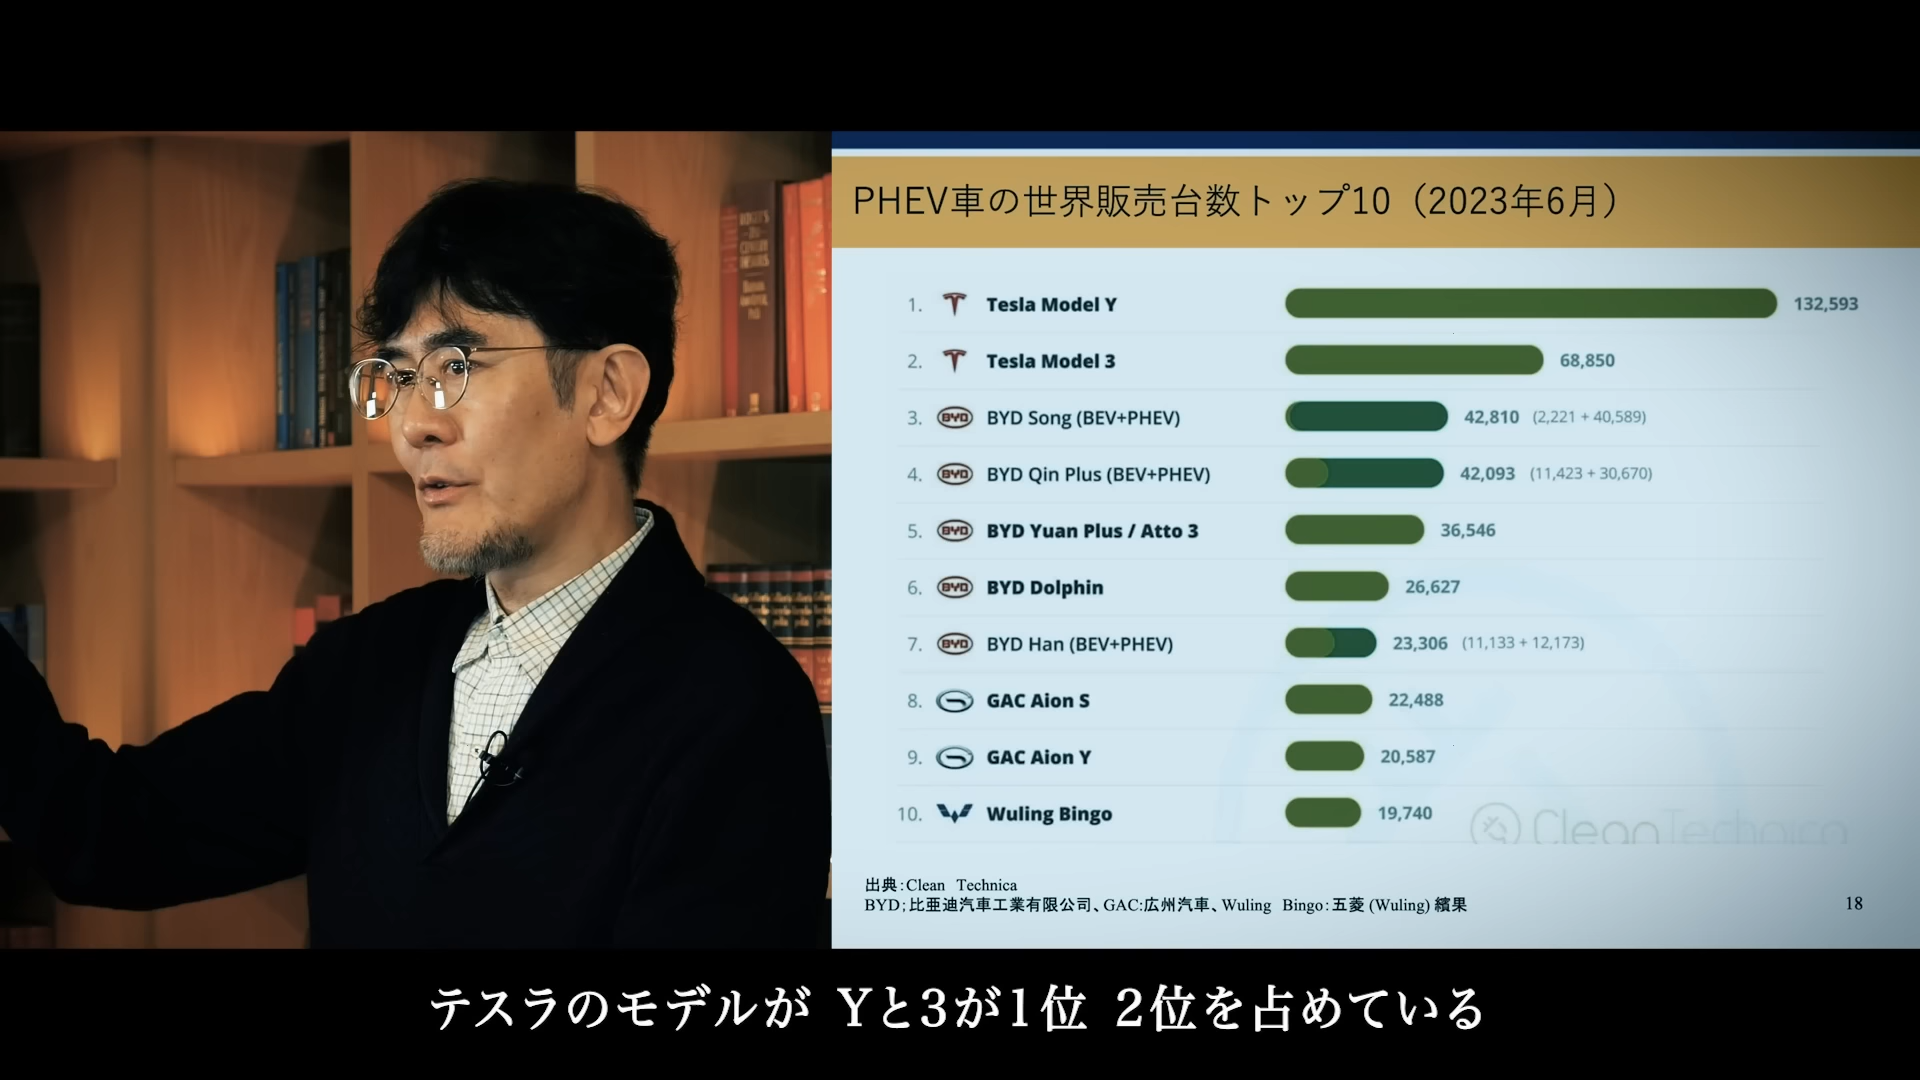 PHEV車の世界販売台数トップ10（2023年6月）
1. Tesla Model Y 132,593
2. Tesla Model 3 68,850
3. BYD BYD Song (BEV+PHEV) 42,810 (2,221 + 40,589)
4. BYD BYD Qin Plus (BEV+PHEV) 42,093 (11,423 + 30,670)
5. BYD BYD Yuan Plus / Atto 3 36,546
6. BYD BYD Dolphin 26,627
7. BYD BYD Han (BEV+PHEV) 23,306 (11,133 + 12,173)
8. GAC Aion S 22,488
9. GAC Aion Y 20,587
10. Wuling Bingo 19,740
CleanTechnica
出典：Clean Technica
BYD；比亜迪汽車工業有限公司、GAC:広州汽車、Wuling Bingo：五菱 (Wuling) 繽果
18
テスラのモデルが Yと3が1位 2位を占めている